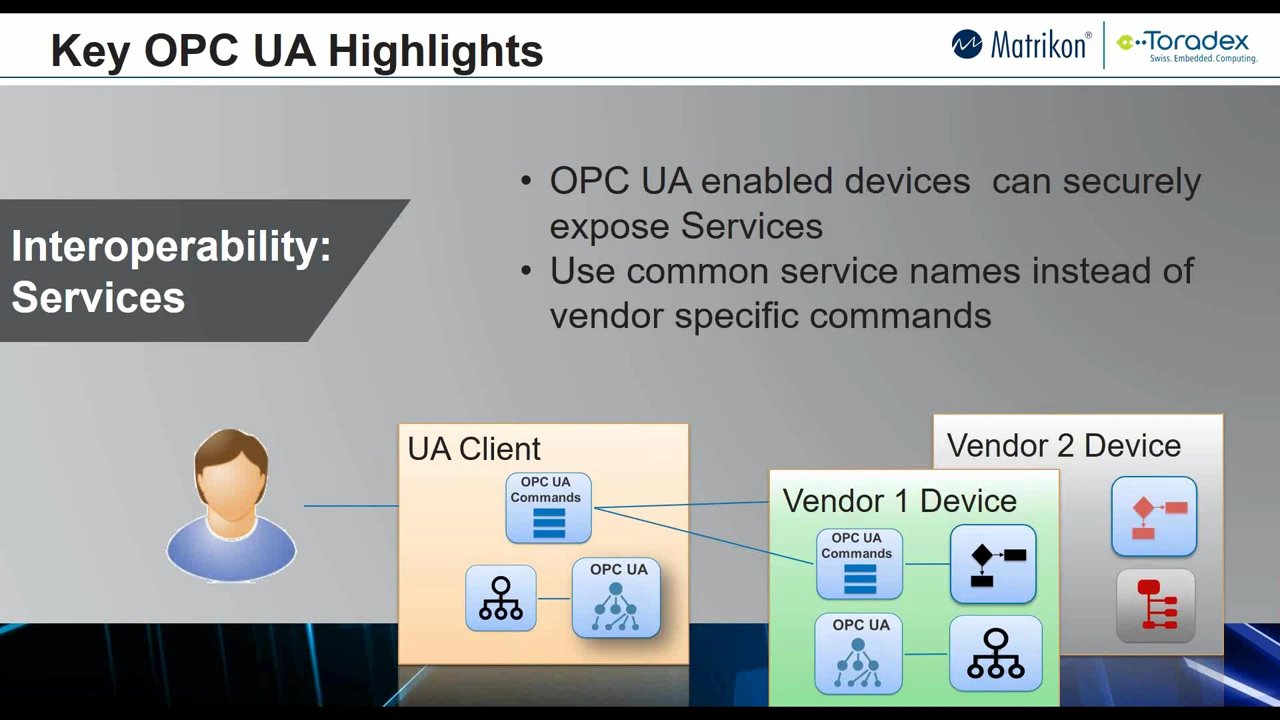 Key OPC UA Highlights
Matrikon®
Toradex
Swiss. Embedded. Computing.
Interoperability:
Services
• OPC UA enabled devices can securely
expose Services
• Use common service names instead of
vendor specific commands
UA Client
OPC UA
Commands
OPC UA
Vendor 1 Device
OPC UA
Commands
OPC UA
Vendor 2 Device